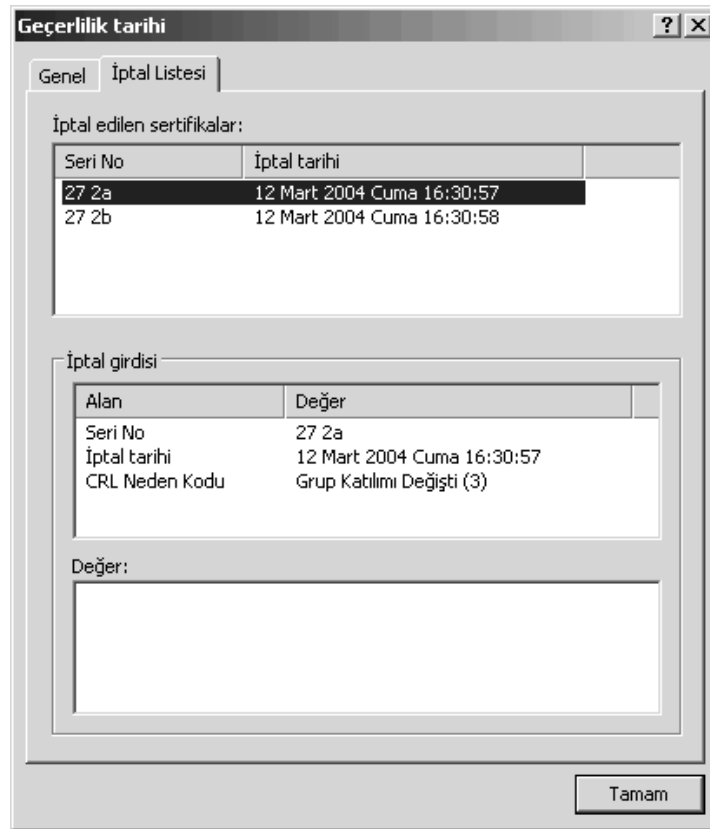 Geçerlilik tarihi
Genel İptal Listesi
İptal edilen sertifikalar:
Seri No İptal tarihi
27 2a 12 Mart 2004 Cuma 16:30:57
27 2b 12 Mart 2004 Cuma 16:30:58
İptal girdisi
Alan Değer
Seri No 27 2a
İptal tarihi 12 Mart 2004 Cuma 16:30:57
CRL Neden Kodu Grup Katılımı Değişti (3)
Değer:
Tamam